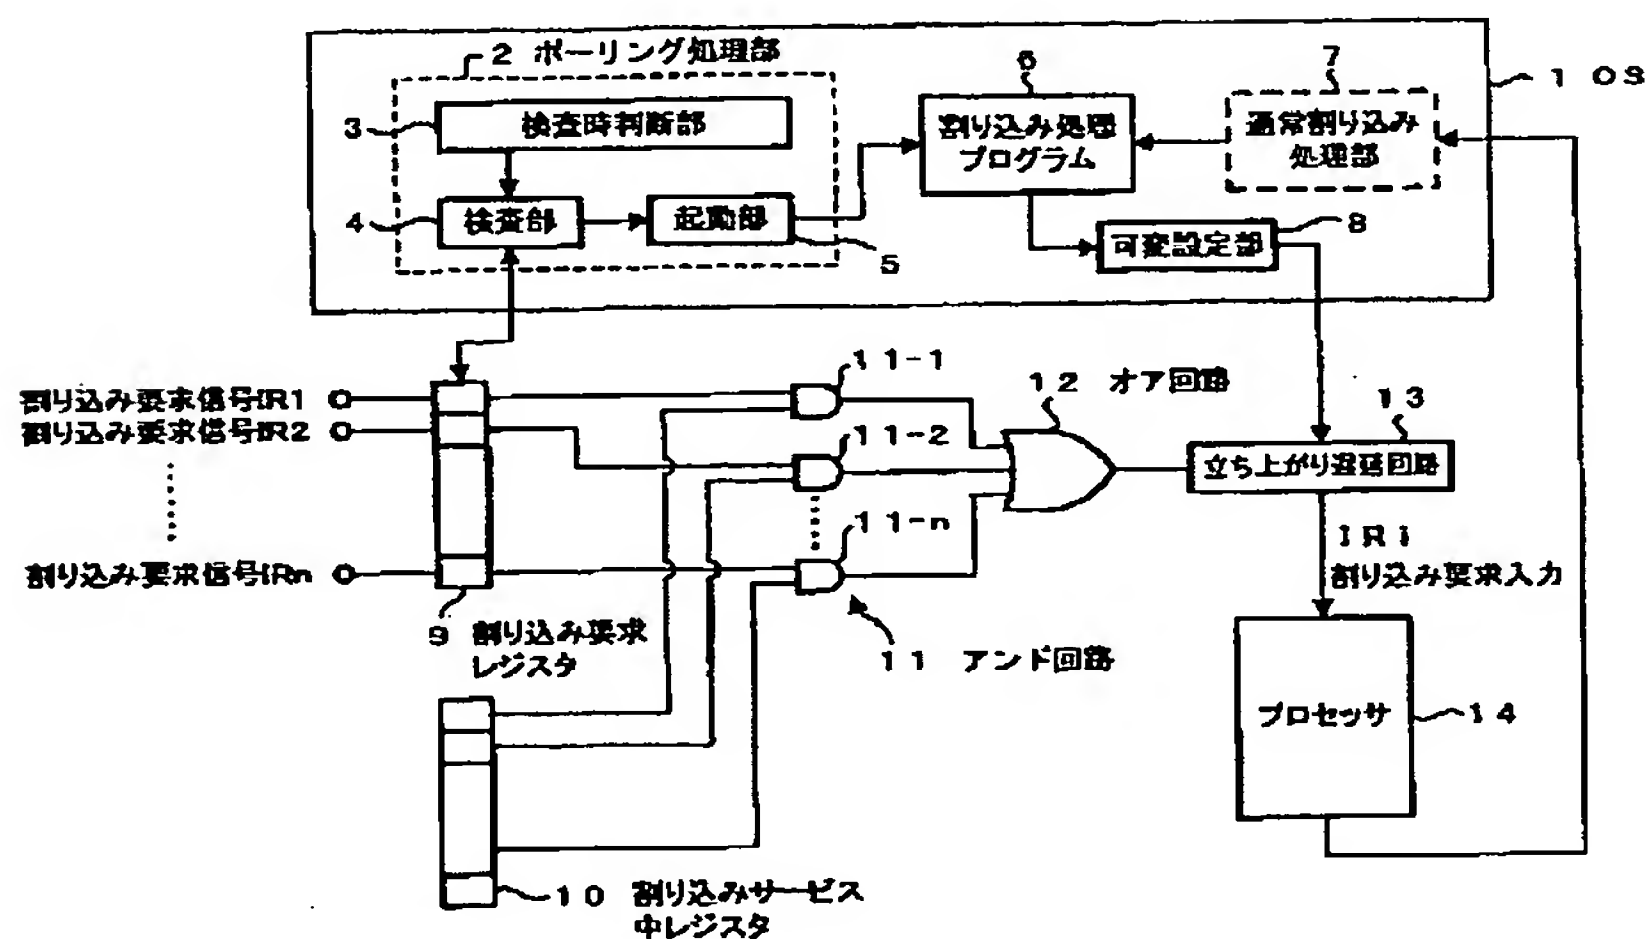 2 ポーリング処理部
6
7
1 OS
3
検査時判断部
割り込み処理
プログラム
通常割り込み
処理部
4
検査部
起動部
5
8
可変設定部
割り込み要求信号IR1
割り込み要求信号IR2
割り込み要求信号IRn
11-1
11-2
11-n
12 オア回路
13
立ち上がり遅延回路
IRI
割り込み要求入力
9 割り込み要求
レジスタ
11 アンド回路
プロセッサ
14
10 割り込みサービス
中レジスタ